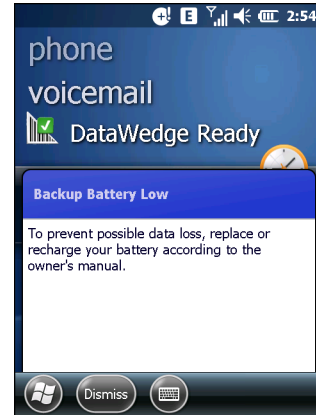 E 2:54
phone
voicemail
DataWedge Ready
Backup Battery Low
To prevent possible data loss, replace or
recharge your battery according to the
owner's manual.
Dismiss